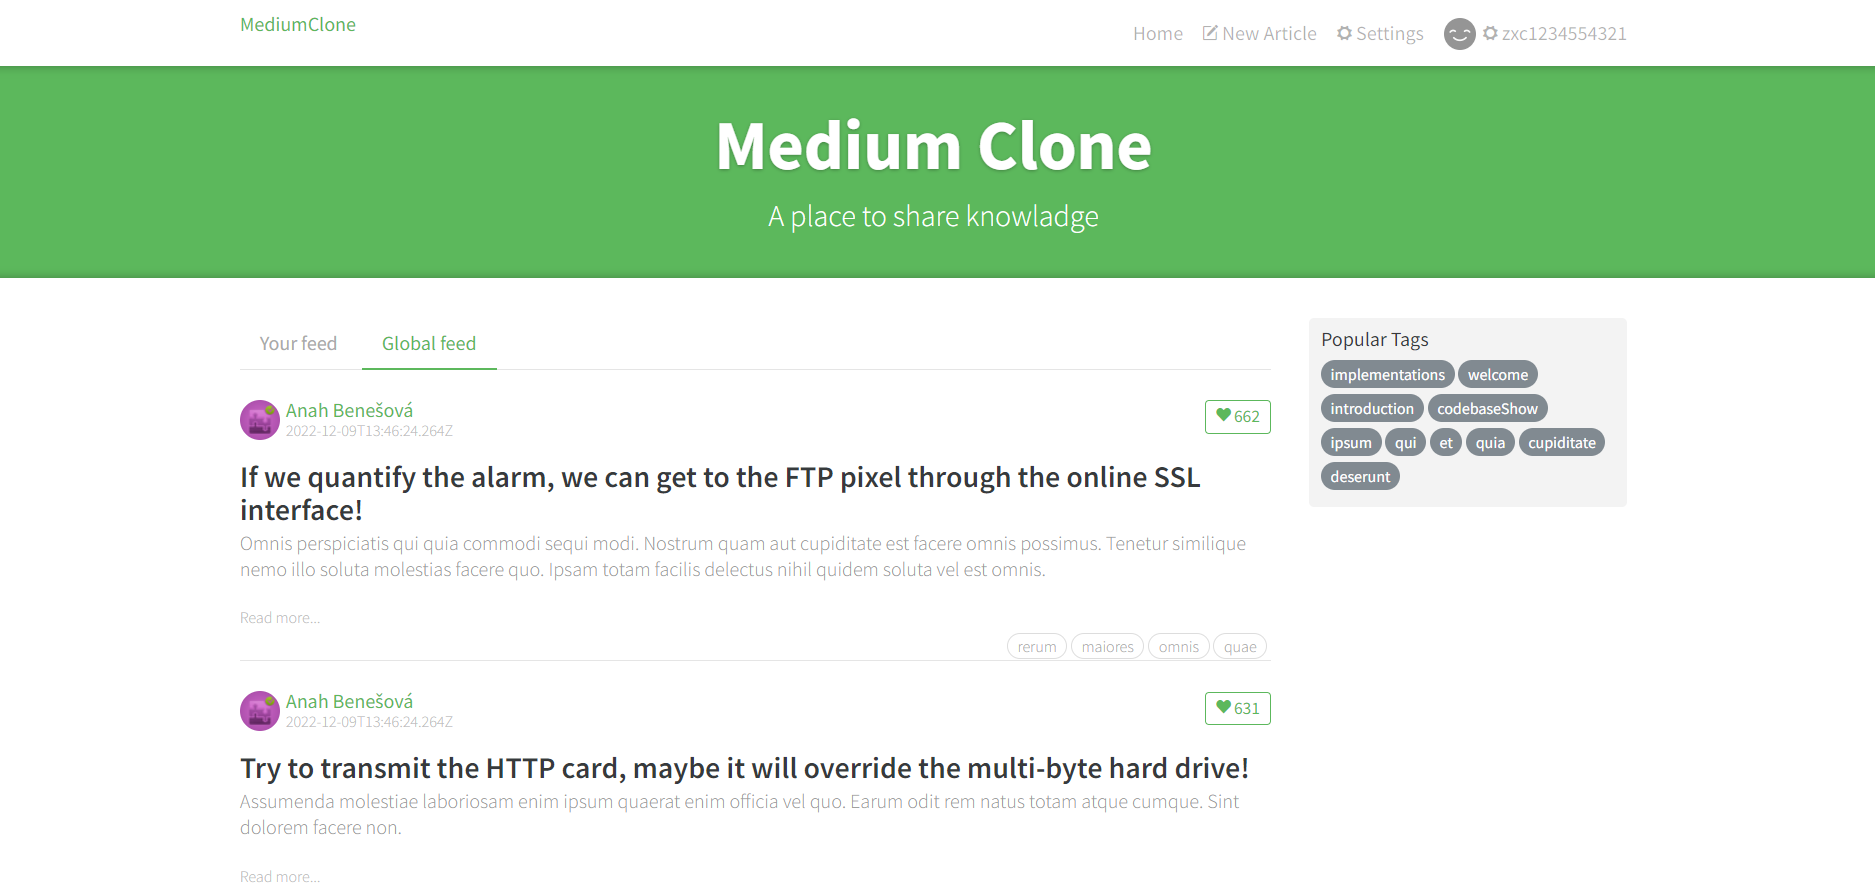 MediumClone
Home New Article Settings zxc1234554321
Medium Clone
A place to share knowladge
Your feed Global feed
Anah Benešová
2022-12-09T13:46:24.264Z
662
If we quantify the alarm, we can get to the FTP pixel through the online SSL
interface!
Omnis perspiciatis qui quia commodi sequi modi. Nostrum quam aut cupiditate est facere omnis possimus. Tenetur similique
nemo illo soluta molestias facere quo. Ipsam totam facilis delectus nihil quidem soluta vel est omnis.
Read more...
rerum maiores omnis quae
Anah Benešová
2022-12-09T13:46:24.264Z
631
Try to transmit the HTTP card, maybe it will override the multi-byte hard drive!
Assumenda molestiae laboriosam enim ipsum quaerat enim officia vel quo. Earum odit rem natus totam atque cumque. Sint
dolorem facere non.
Read more...
Popular Tags
implementations welcome
introduction codebaseShow
ipsum qui et quia cupiditate
deserunt